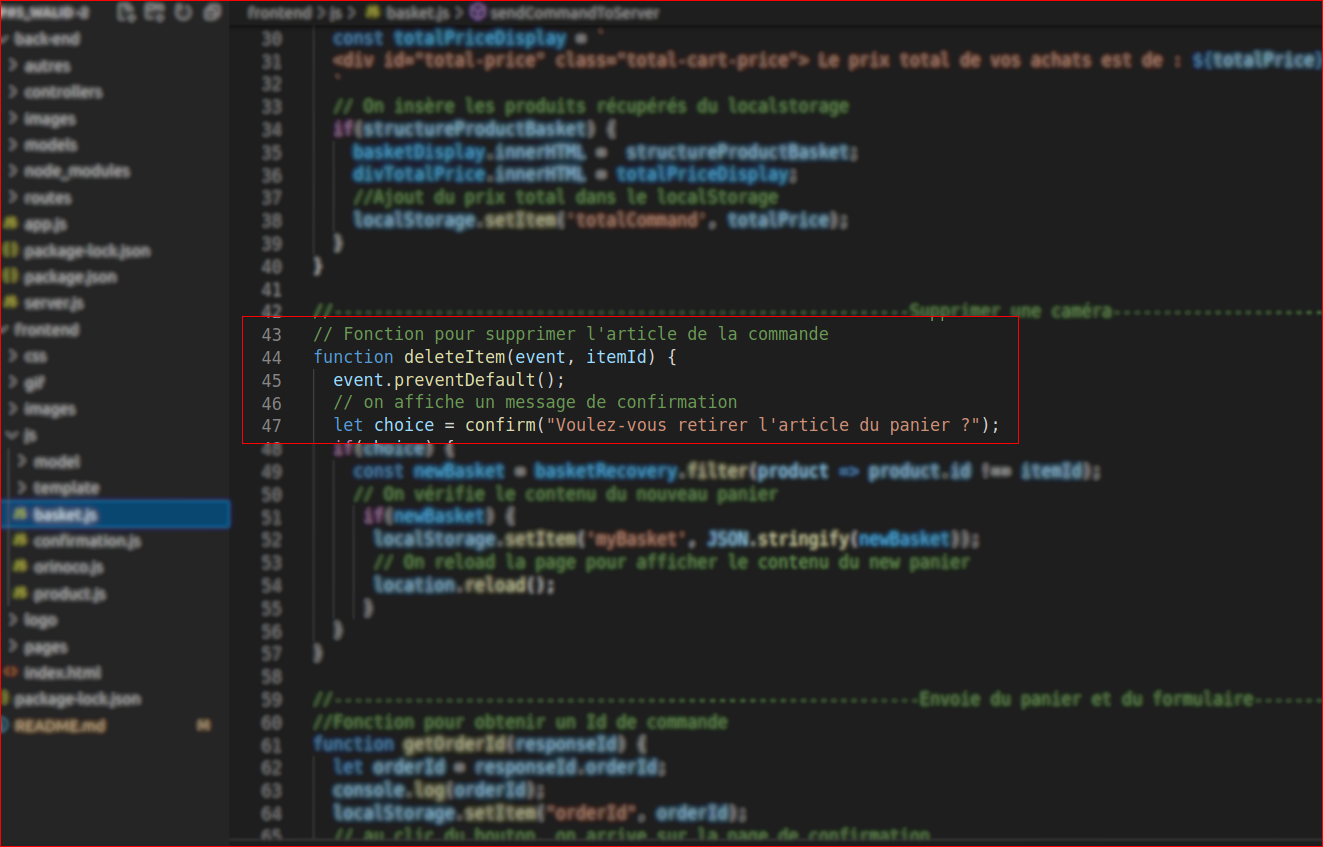 RRS_WALID-2
frontend > js > JS basket.js > sendCommandToServer
back-end
autres
controllers
images
models
node_modules
routes
JS app.js
{} package-lock.json
{} package.json
JS server.js
frontend
css
gif
images
js
model
template
JS basket.js
JS confirmation.js
JS orinoco.js
JS product.js
logo
pages
<> index.html
package-lock.json
README.md M
30 const totalPriceDisplay = `
31 <div id="total-price" class="total-cart-price"> Le prix total de vos achats est de : ${totalPrice}
32 `
33 // On insère les produits récupérés du localstorage
34 if(structureProductBasket) {
35 basketDisplay.innerHTML =  structureProductBasket;
36 divTotalPrice.innerHTML = totalPriceDisplay;
37 //Ajout du prix total dans le localStorage
38 localStorage.setItem('totalCommand', totalPrice);
39 }
40 }
41
42 //---------------------------------------------------------Supprimer une caméra---------------------
43 // Fonction pour supprimer l'article de la commande
44 function deleteItem(event, itemId) {
45 event.preventDefault();
46 // on affiche un message de confirmation
47 let choice = confirm("Voulez-vous retirer l'article du panier ?");
48 if(choice) {
49 const newBasket = basketRecovery.filter(product => product.id !== itemId);
50 // On vérifie le contenu du nouveau panier
51 if(newBasket) {
52 localStorage.setItem('myBasket', JSON.stringify(newBasket));
53 // On reload la page pour afficher le contenu du new panier
54 location.reload();
55 }
56 }
57 }
58
59 //----------------------------------------------------------Envoie du panier et du formulaire-------
60 //Fonction pour obtenir un Id de commande
61 function getOrderId(responseId) {
62 let orderId = responseId.orderId;
63 console.log(orderId);
64 localStorage.setItem("orderId", orderId);
65 // au clic du bouton, on arrive sur la page de confirmation